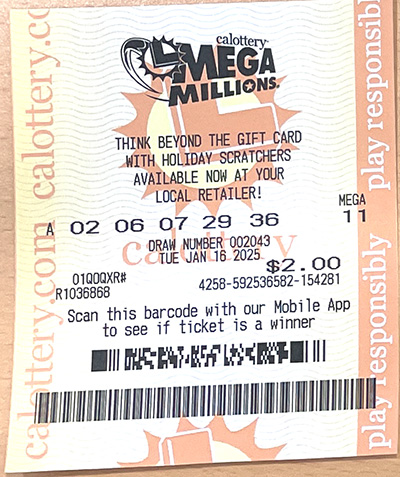 calottery
MEGA
MILLIONS
THINK BEYOND THE GIFT CARD
WITH HOLIDAY SCRATCHERS
AVAILABLE NOW AT YOUR
LOCAL RETAILER!
MEGA
A 02 06 07 29 36 11
DRAW NUMBER 002043
TUE JAN 16 2025
$2.00
01Q0QXR#
R1036868 4258-592536582-154281
Scan this barcode with our Mobile App
to see if ticket is a winner
calottery.com calottery.co
play responsibly play responsibly
calottery